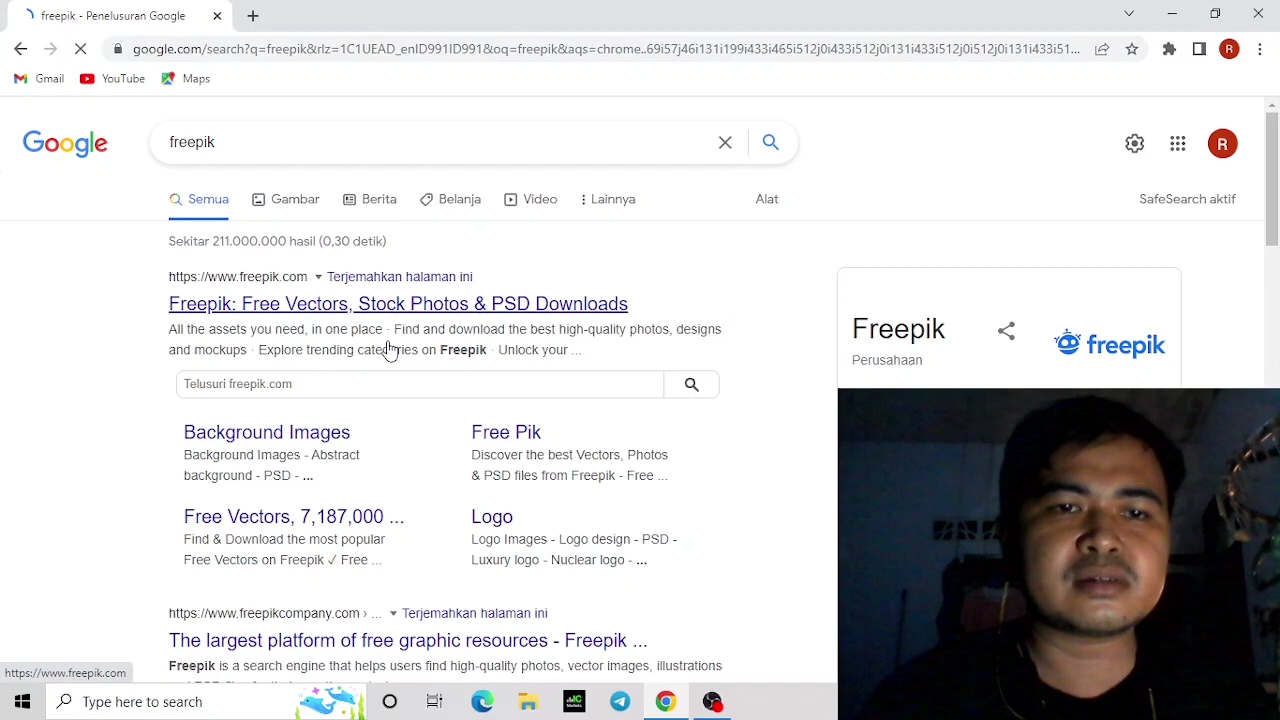 freepik - Penelusuran Google
google.com/search?q=freepik&rlz=1C1UEAD_enID991ID991&oq=freepik&aqs=chrome..69i57j46i131i199i433i465i512j0i433i512j0i131i433i512j0i512j0i131i433i51...
R
Gmail
YouTube
Maps
Google
freepik
R
Semua
Gambar
Berita
Belanja
Video
Lainnya
Alat
SafeSearch aktif
Sekitar 211.000.000 hasil (0,30 detik)
https://www.freepik.com
Terjemahkan halaman ini
Freepik: Free Vectors, Stock Photos & PSD Downloads
All the assets you need, in one place · Find and download the best high-quality photos, designs
and mockups · Explore trending categories on Freepik · Unlock your ...
Telusuri freepik.com
Background Images
Background Images - Abstract
background - PSD - ...
Free Pik
Discover the best Vectors, Photos
& PSD files from Freepik - Free ...
Free Vectors, 7,187,000 ...
Find & Download the most popular
Free Vectors on Freepik ✓ Free ...
Logo
Logo Images - Logo design - PSD -
Luxury logo - Nuclear logo - ...
https://www.freepikcompany.com › ...
Terjemahkan halaman ini
The largest platform of free graphic resources - Freepik ...
Freepik is a search engine that helps users find high-quality photos, vector images, illustrations
Freepik
Perusahaan
freepik
https://www.freepik.com
Type here to search